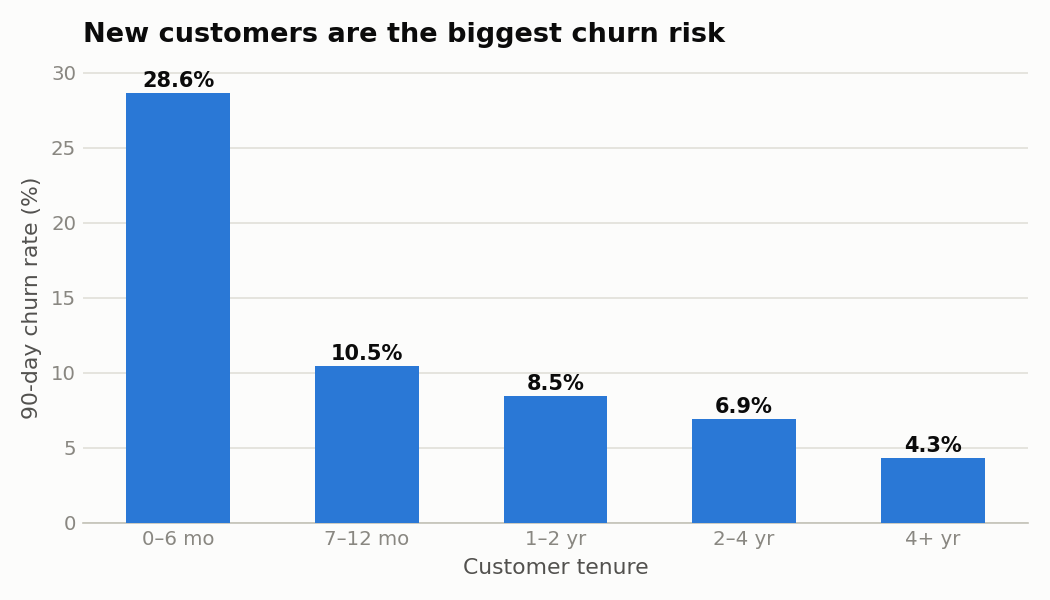 New customers are the biggest churn risk
90-day churn rate (%)
30
25
20
15
10
5
0
28.6%
10.5%
8.5%
6.9%
4.3%
0–6 mo
7–12 mo
1–2 yr
2–4 yr
4+ yr
Customer tenure